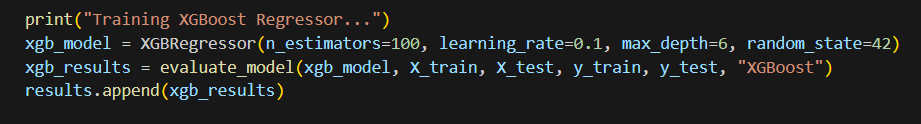 print("Training XGBoost Regressor...")
xgb_model = XGBRegressor(n_estimators=100, learning_rate=0.1, max_depth=6, random_state=42)
xgb_results = evaluate_model(xgb_model, X_train, X_test, y_train, y_test, "XGBoost")
results.append(xgb_results)